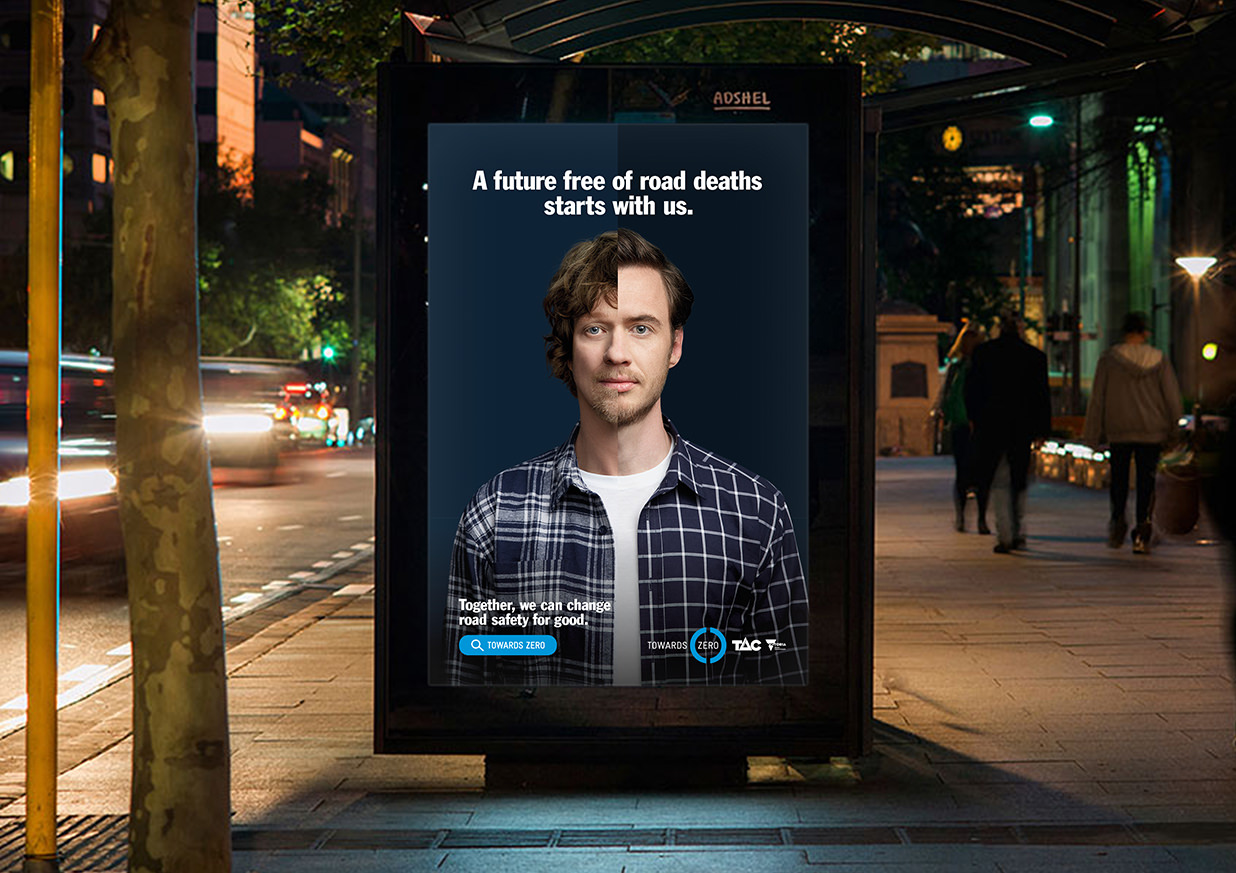 ADSHEL
A future free of road deaths
starts with us.
Together, we can change
road safety for good.
TOWARDS ZERO
TOWARDS ZERO TAC